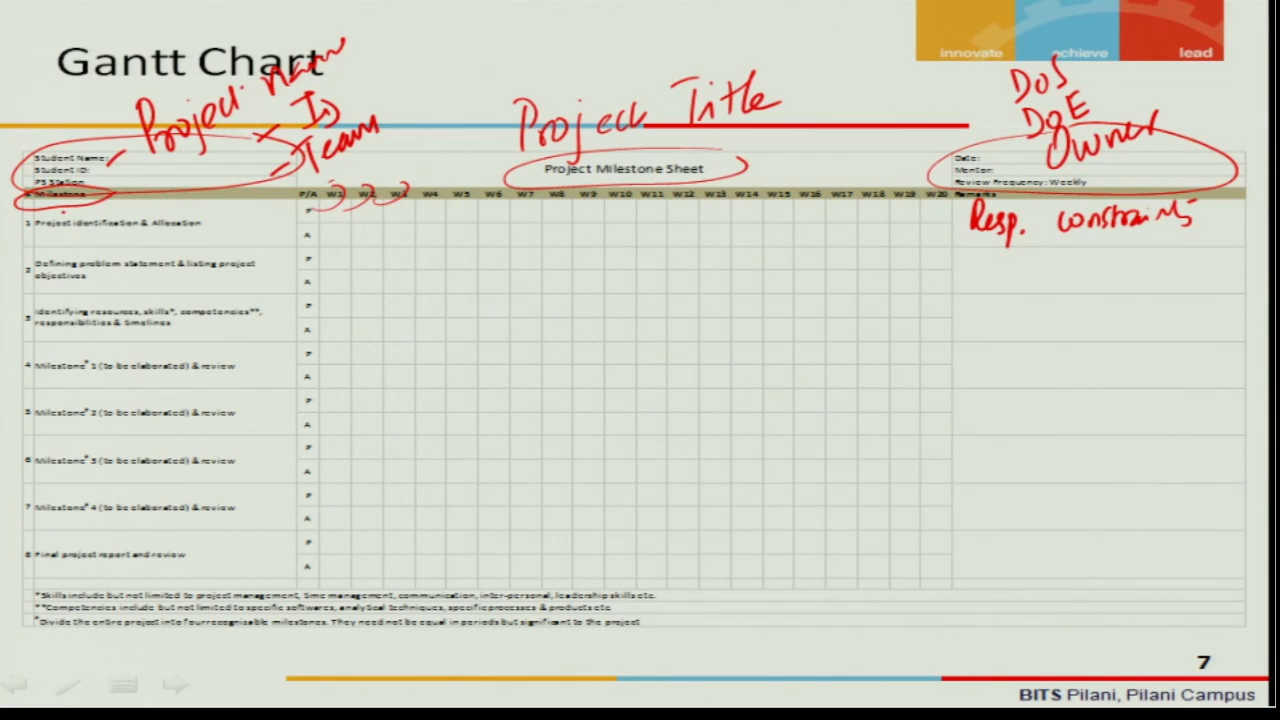 innovate achieve lead
Gantt Chart
Project Name
ID
Team
Project Title
DOS
DOE
Owner
Student Name:
Student ID:
PS Station
Project Milestone Sheet
Date:
Mentor:
Review Frequency: Weekly
# Milestone P/A W1 W2 W3 W4 W5 W6 W7 W8 W9 W10 W11 W12 W13 W14 W15 W16 W17 W18 W19 W20 Remarks
Resp. constraints
1 Project identification & Allocation P
A
2 Defining problem statement & listing project objectives P
A
3 Identifying resources, skills*, competencies**, responsibilities & timelines P
A
4 Milestone# 1 (to be elaborated) & review P
A
5 Milestone# 2 (to be elaborated) & review P
A
6 Milestone# 3 (to be elaborated) & review P
A
7 Milestone# 4 (to be elaborated) & review P
A
8 Final project report and review P
A
*Skills include but not limited to project management, time management, communication, inter-personal, leadership skills etc.
**Competencies include but not limited to specific softwares, analytical techniques, specific processes & products etc.
#Divide the entire project into four recognisable milestones. They need not be equal in periods but significant to the project
7
BITS Pilani, Pilani Campus